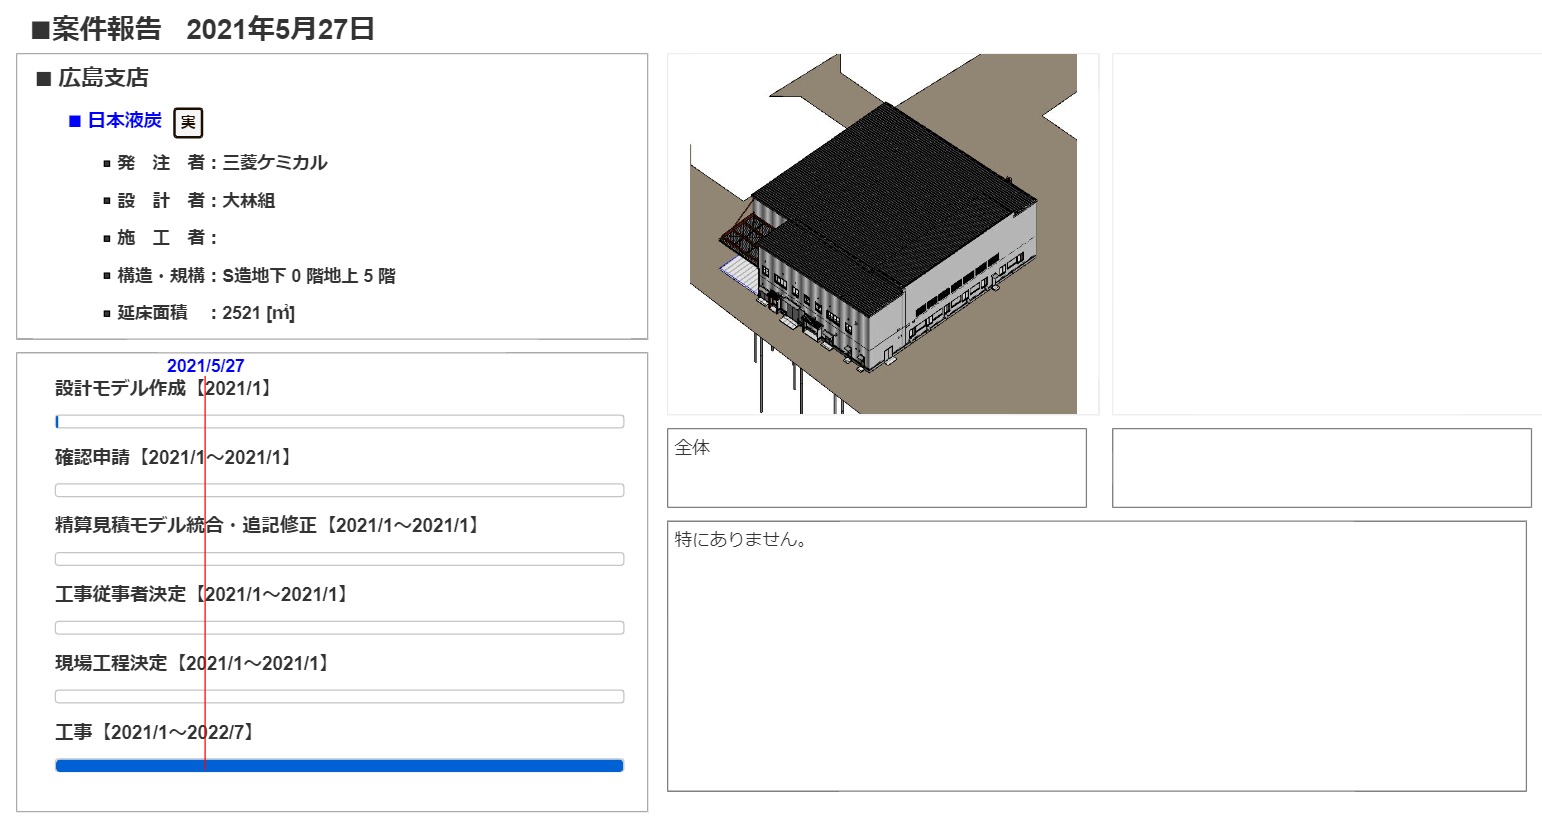 ■案件報告 2021年5月27日
■ 広島支店
■ 日本液炭 実
▪ 発 注 者：三菱ケミカル
▪ 設 計 者：大林組
▪ 施 工 者：
▪ 構造・規構：S造地下 0 階地上 5 階
▪ 延床面積 ：2521 [㎡]
2021/5/27
設計モデル作成【2021/1】
確認申請【2021/1～2021/1】
精算見積モデル統合・追記修正【2021/1～2021/1】
工事従事者決定【2021/1～2021/1】
現場工程決定【2021/1～2021/1】
工事【2021/1～2022/7】
全体
特にありません。